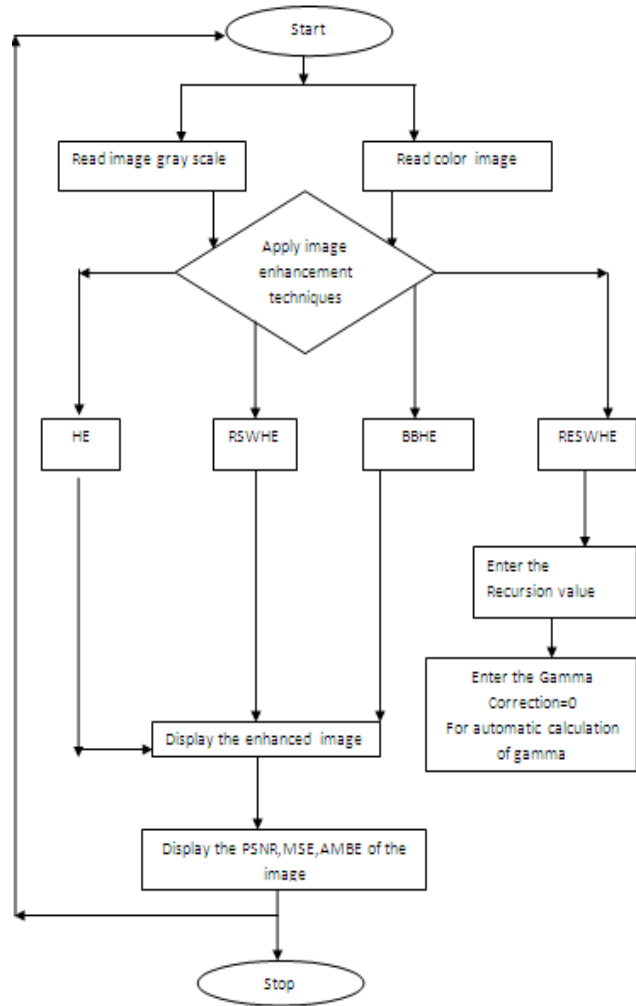 Start
Read image gray scale
Read color image
Apply image
enhancement
techniques
HE
RSWHE
BBHE
RESWHE
Enter the
Recursion value
Enter the Gamma
Correction=0
For automatic calculation
of gamma
Display the enhanced image
Display the PSNR,MSE,AMBE of the
image
Stop